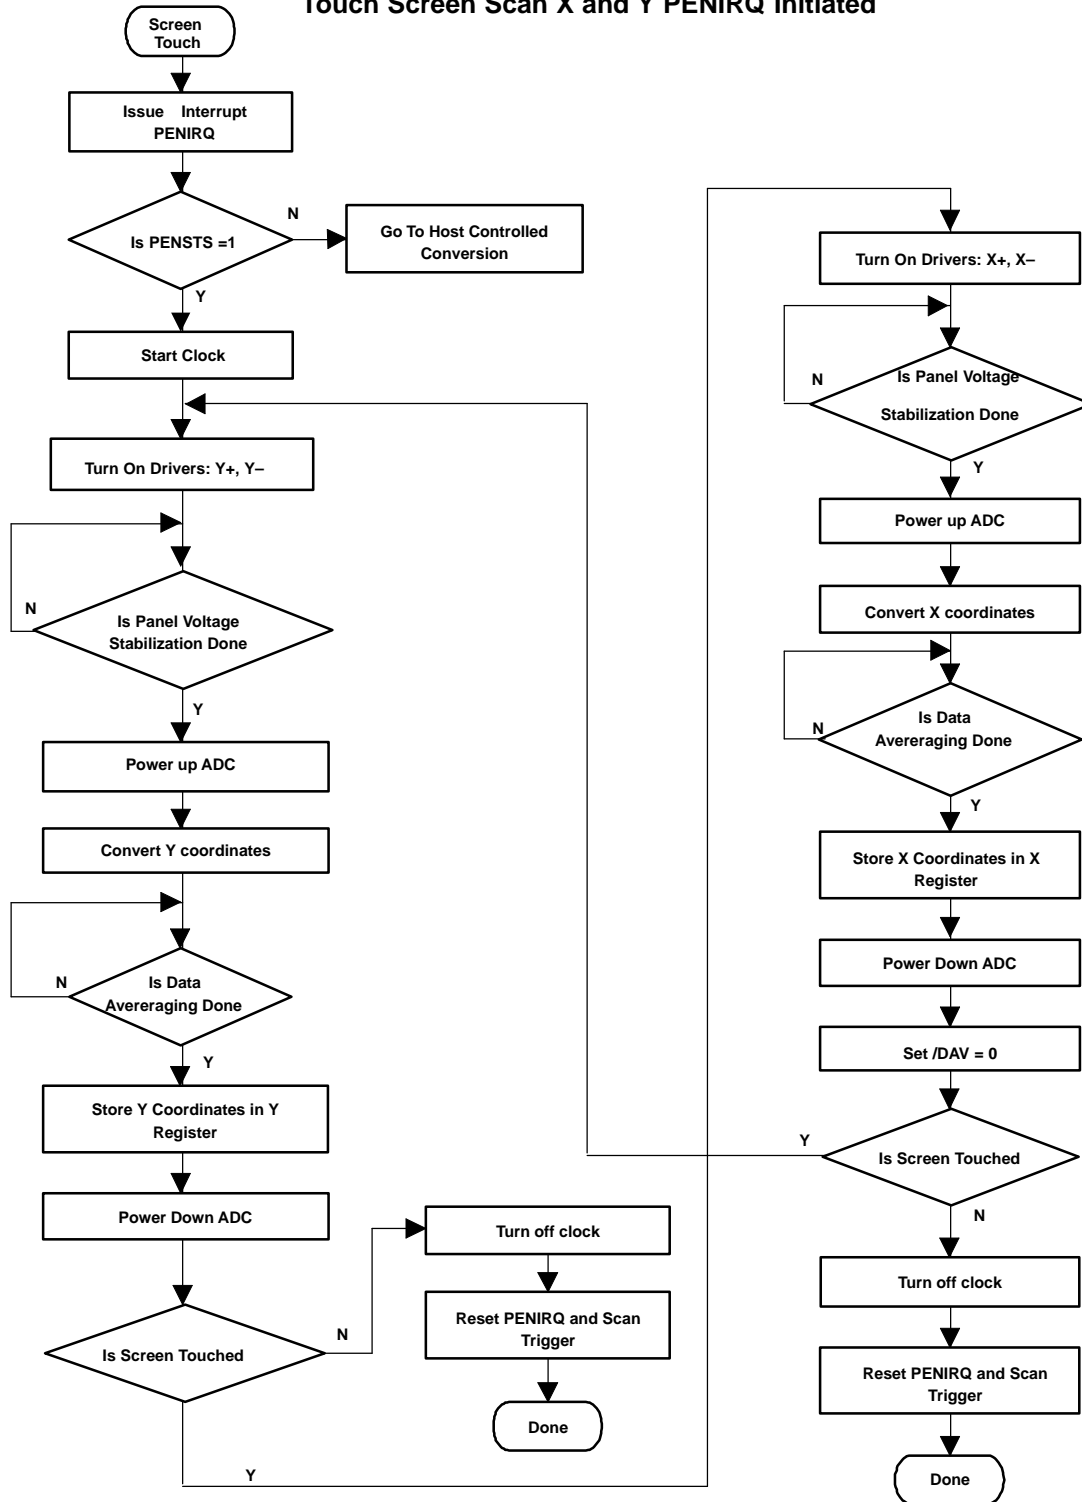 Touch Screen Scan X and Y PENIRQ Initiated
Screen
Touch
Issue Interrupt
PENIRQ
Is PENSTS =1
N
Go To Host Controlled
Conversion
Y
Start Clock
Turn On Drivers: Y+, Y–
N
Is Panel Voltage
Stabilization Done
Y
Power up ADC
Convert Y coordinates
N
Is Data
Avereraging Done
Y
Store Y Coordinates in Y
Register
Power Down ADC
Is Screen Touched
N
Turn off clock
Reset PENIRQ and Scan
Trigger
Done
Y
Turn On Drivers: X+, X–
N
Is Panel Voltage
Stabilization Done
Y
Power up ADC
Convert X coordinates
N
Is Data
Avereraging Done
Y
Store X Coordinates in X
Register
Power Down ADC
Set /DAV = 0
Y
Is Screen Touched
N
Turn off clock
Reset PENIRQ and Scan
Trigger
Done